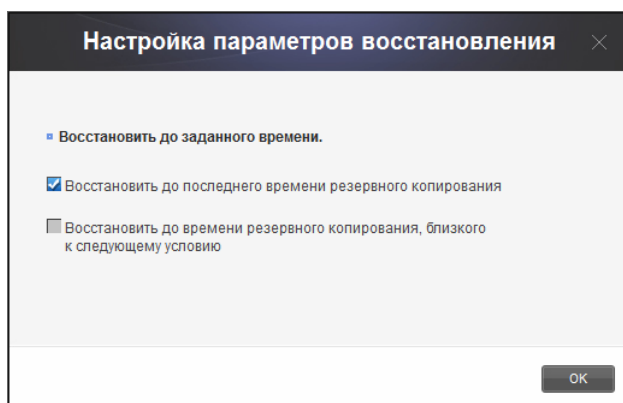 Настройка параметров восстановления
Восстановить до заданного времени.
Восстановить до последнего времени резервного копирования
Восстановить до времени резервного копирования, близкого
к следующему условию
OK